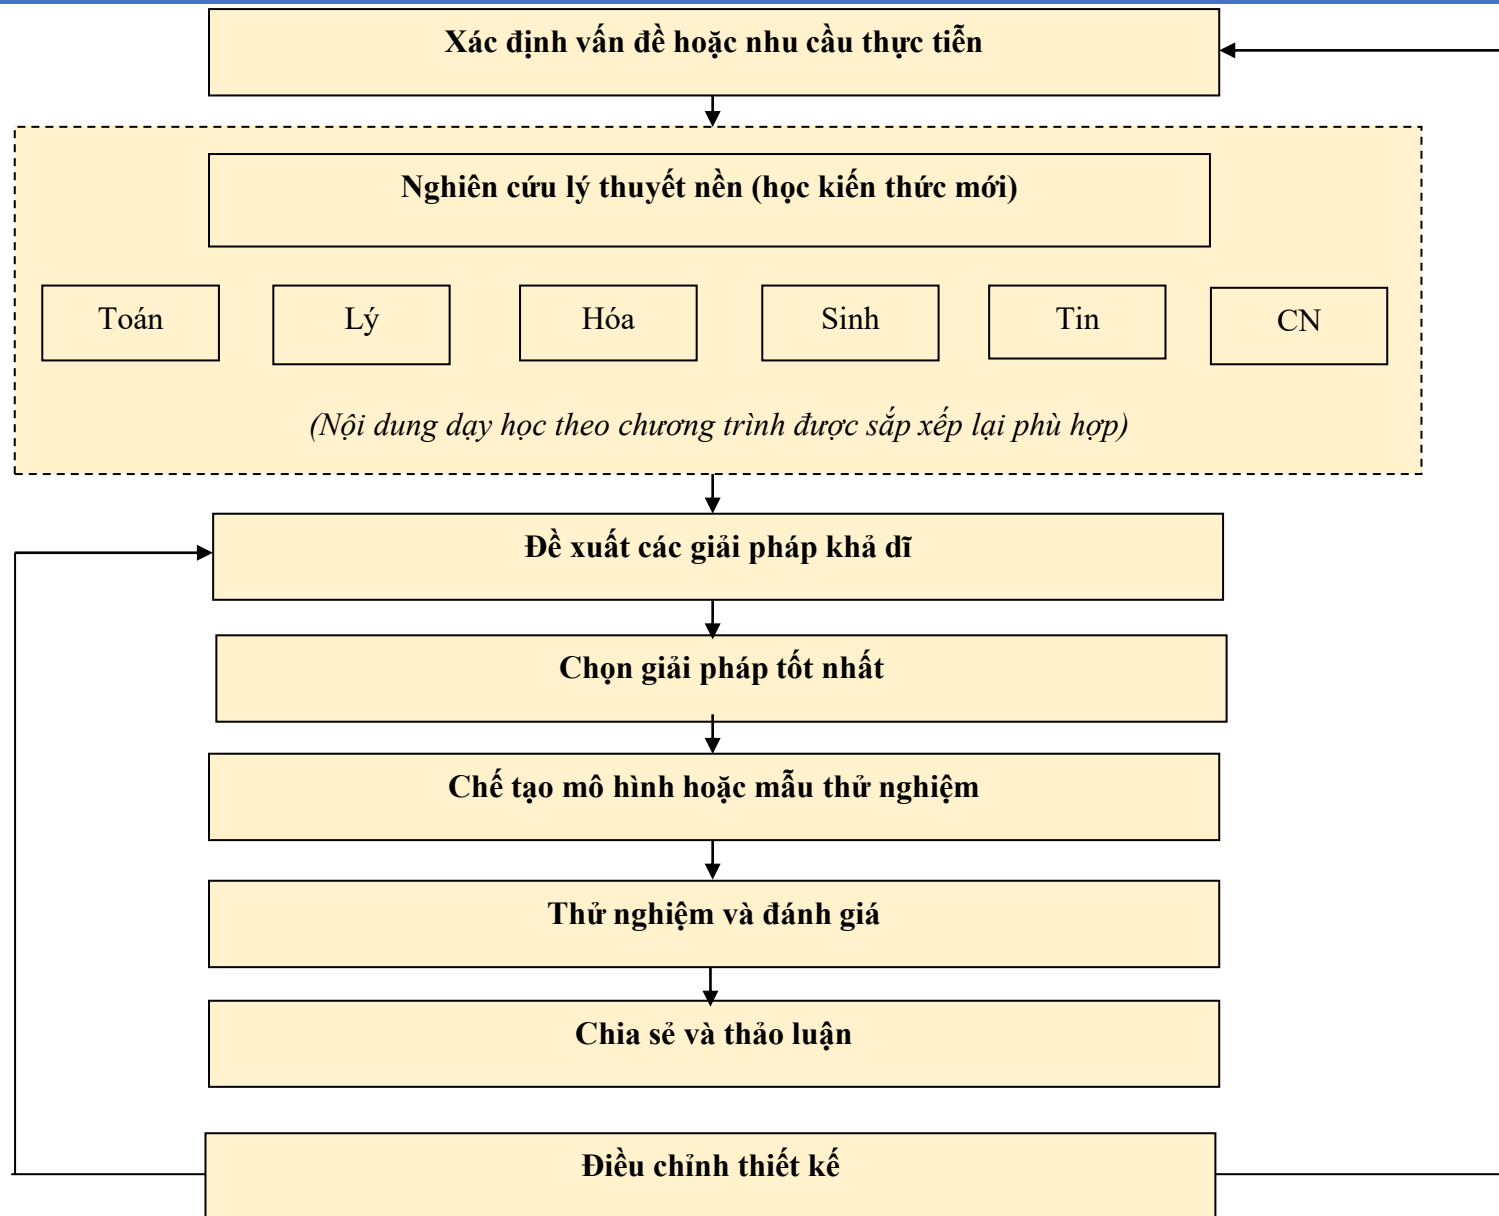 Xác định vấn đề hoặc nhu cầu thực tiễn
Nghiên cứu lý thuyết nền (học kiến thức mới)
Toán
Lý
Hóa
Sinh
Tin
CN
(Nội dung dạy học theo chương trình được sắp xếp lại phù hợp)
Đề xuất các giải pháp khả dĩ
Chọn giải pháp tốt nhất
Chế tạo mô hình hoặc mẫu thử nghiệm
Thử nghiệm và đánh giá
Chia sẻ và thảo luận
Điều chỉnh thiết kế